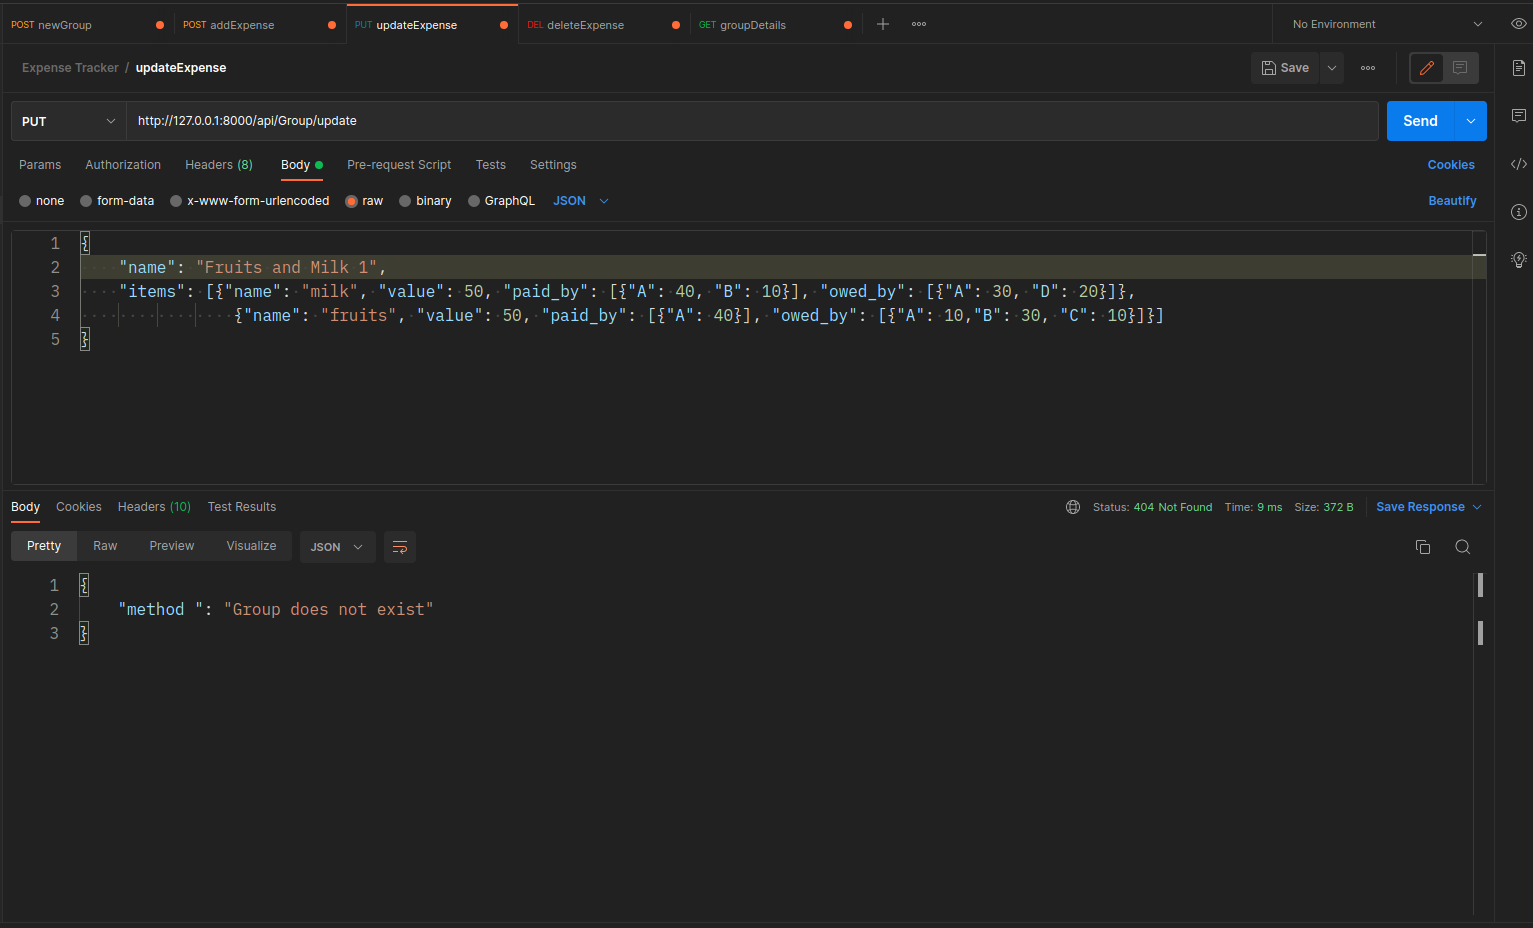 POST newGroup POST addExpense PUT updateExpense DEL deleteExpense GET groupDetails No Environment
Expense Tracker / updateExpense Save
PUT http://127.0.0.1:8000/api/Group/update Send
Params Authorization Headers (8) Body Pre-request Script Tests Settings Cookies
none form-data x-www-form-urlencoded raw binary GraphQL JSON Beautify
1 {
2 "name": "Fruits and Milk 1",
3 "items": [{"name": "milk", "value": 50, "paid_by": [{"A": 40, "B": 10}], "owed_by": [{"A": 30, "D": 20}]},
4 {"name": "fruits", "value": 50, "paid_by": [{"A": 40}], "owed_by": [{"A": 10,"B": 30, "C": 10}]}]
5 }
Body Cookies Headers (10) Test Results Status: 404 Not Found Time: 9 ms Size: 372 B Save Response
Pretty Raw Preview Visualize JSON
1 {
2 "method ": "Group does not exist"
3 }